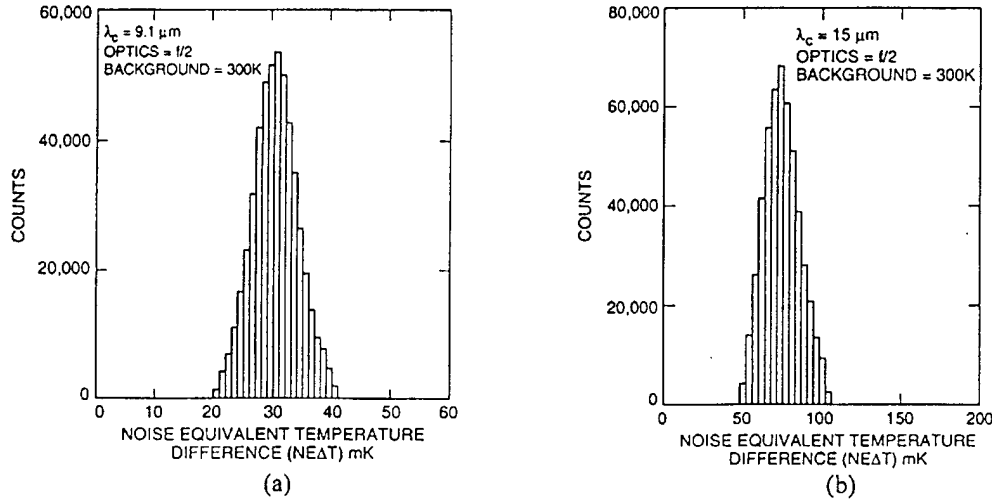 60,000
λc = 9.1 μm
OPTICS = f/2
BACKGROUND = 300K
40,000
COUNTS
20,000
0
0 10 20 30 40 50 60
NOISE EQUIVALENT TEMPERATURE
DIFFERENCE (NEΔT) mK
(a)
80,000
λc = 15 μm
OPTICS = f/2
BACKGROUND = 300K
60,000
COUNTS
40,000
20,000
0
0 50 100 150 200
NOISE EQUIVALENT TEMPERATURE
DIFFERENCE (NEΔT) mK
(b)